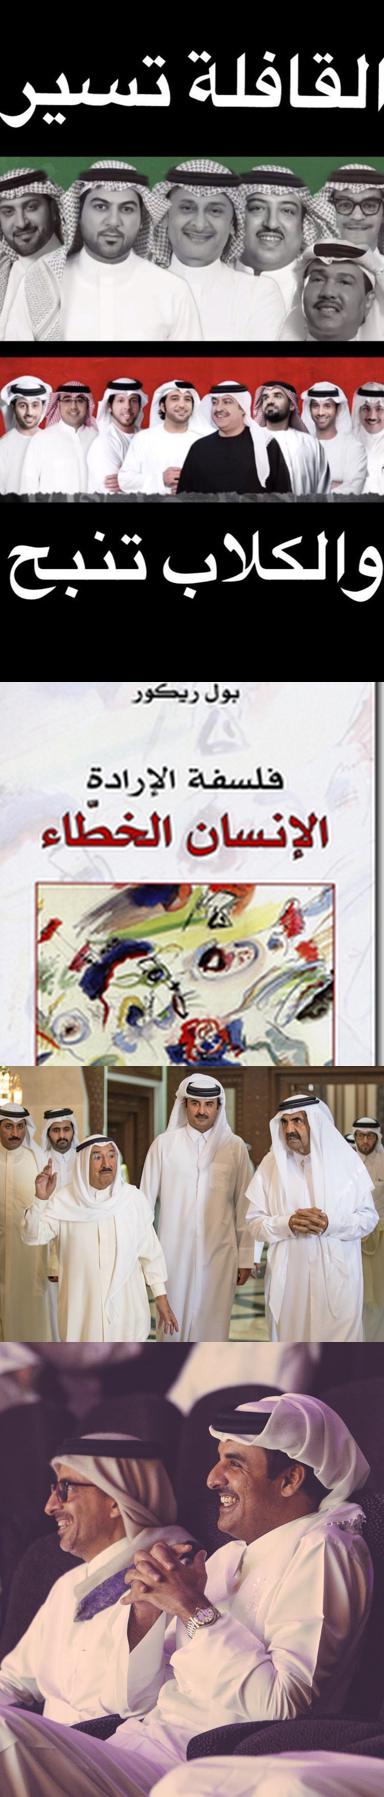 القافلة تسير
والكلاب تنبح
بول ريكور
فلسفة الإرادة
الإنسان الخطّاء